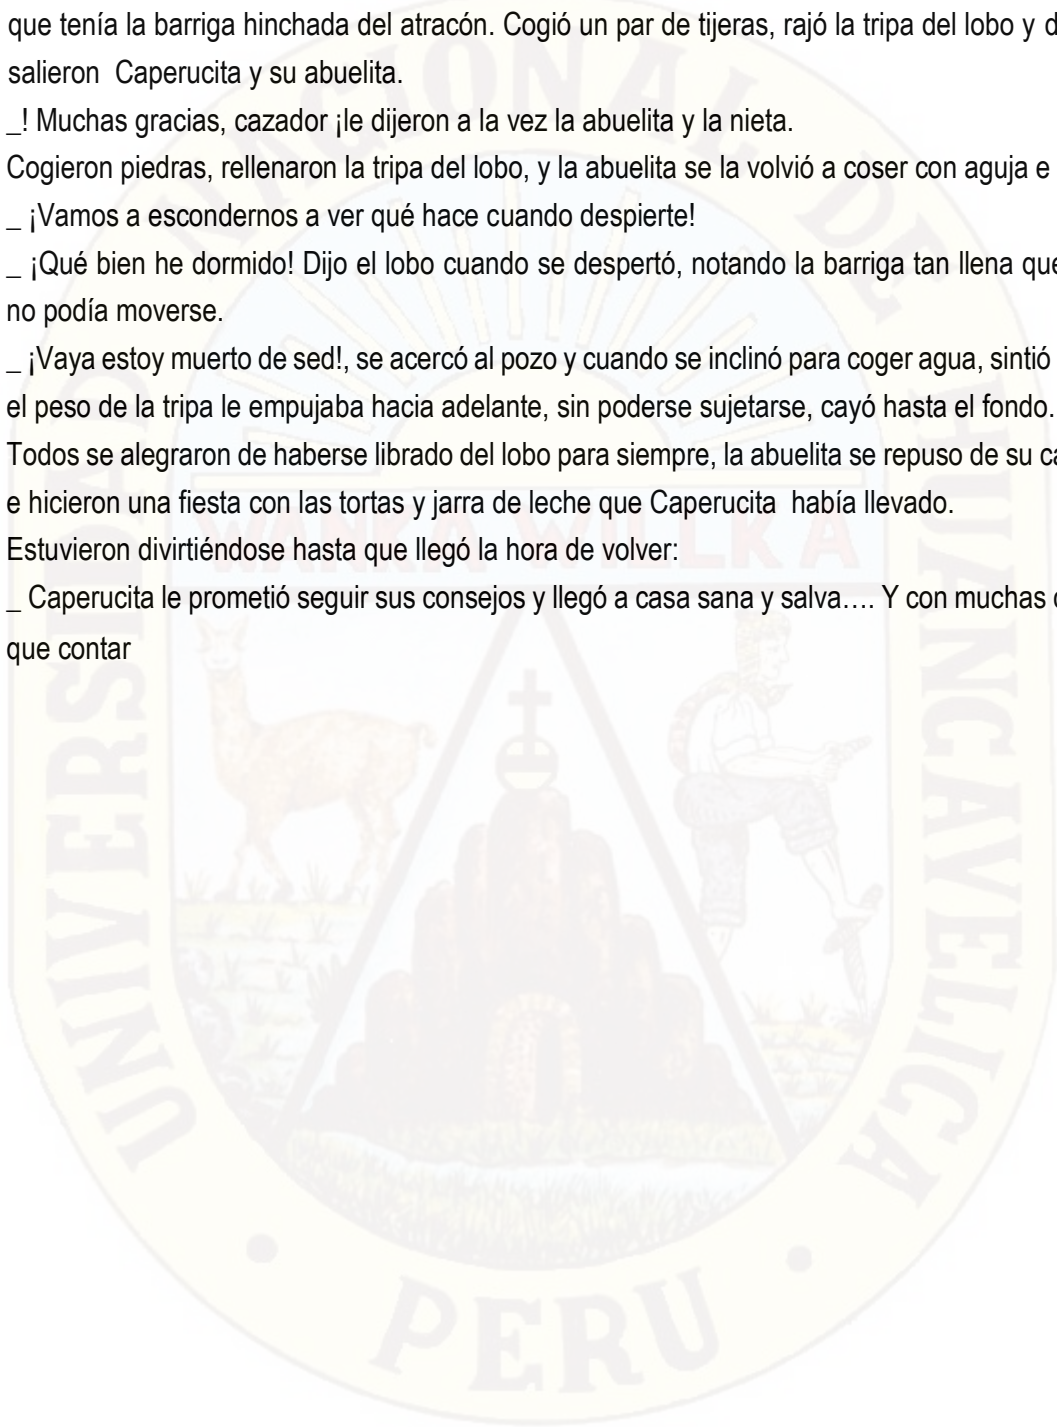 que tenía la barriga hinchada del atracón. Cogió un par de tijeras, rajó la tripa del lobo y
salieron  Caperucita y su abuelita.
_! Muchas gracias, cazador ¡le dijeron a la vez la abuelita y la nieta.
Cogieron piedras, rellenaron la tripa del lobo, y la abuelita se la volvió a coser con aguja e
_ ¡Vamos a escondernos a ver qué hace cuando despierte!
_ ¡Qué bien he dormido! Dijo el lobo cuando se despertó, notando la barriga tan llena que
no podía moverse.
_ ¡Vaya estoy muerto de sed!, se acercó al pozo y cuando se inclinó para coger agua, sintió
el peso de la tripa le empujaba hacia adelante, sin poderse sujetarse, cayó hasta el fondo.
Todos se alegraron de haberse librado del lobo para siempre, la abuelita se repuso de su
e hicieron una fiesta con las tortas y jarra de leche que Caperucita  había llevado.
Estuvieron divirtiéndose hasta que llegó la hora de volver:
_ Caperucita le prometió seguir sus consejos y llegó a casa sana y salva…. Y con muchas
que contar
UNIVERSIDAD NACIONAL DE HUANCAVELICA
WANKA WILLKA
PERU